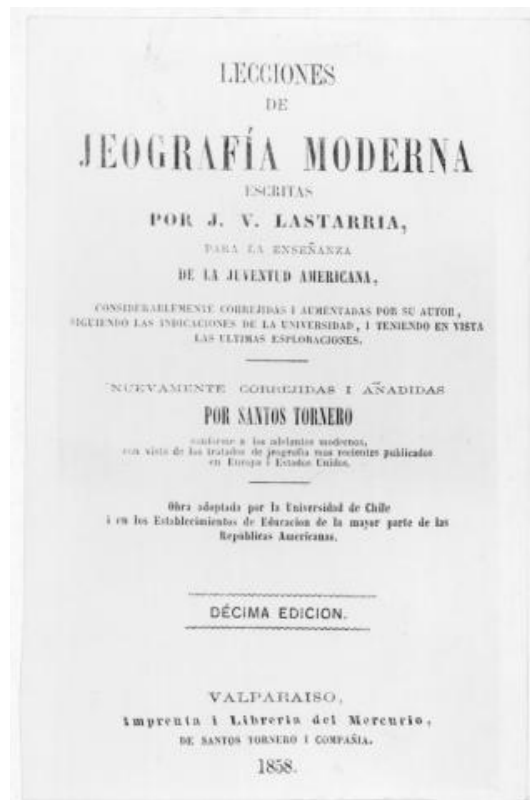 LECCIONES
DE
JEOGRAFÍA MODERNA
ESCRITAS
POR J. V. LASTARRIA,
PARA LA ENSEÑANZA
DE LA JUVENTUD AMERICANA,
CONSIDERABLEMENTE CORREJIDAS I AUMENTADAS POR SU AUTOR,
SIGUIENDO LAS INDICACIONES DE LA UNIVERSIDAD, I TENIENDO EN VISTA
LAS ULTIMAS ESPLORACIONES.
NUEVAMENTE CORREJIDAS I AÑADIDAS
POR SANTOS TORNERO
conforme a los adelantos modernos,
con vista de los tratados de jeografia mas recientes publicados
en Europa i Estados Unidos.
Obra adoptada por la Universidad de Chile
i en los Establecimientos de Educacion de la mayor parte de las
Repúblicas Americanas.
DÉCIMA EDICION.
VALPARAISO,
Imprenta i Libreria del Mercurio,
DE SANTOS TORNERO I COMPAÑIA.
1858.